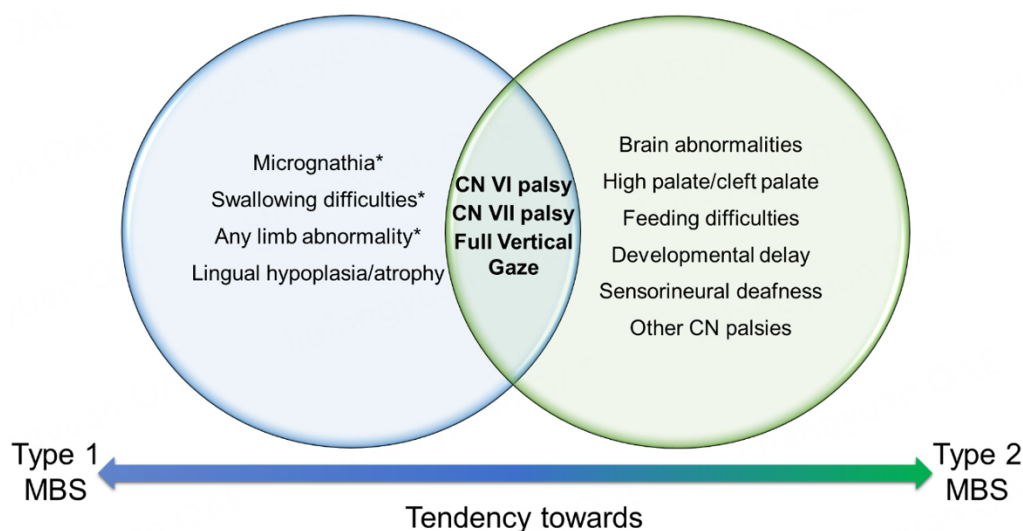 Micrognathia*
Swallowing difficulties*
Any limb abnormality*
Lingual hypoplasia/atrophy
CN VI palsy
CN VII palsy
Full Vertical
Gaze
Brain abnormalities
High palate/cleft palate
Feeding difficulties
Developmental delay
Sensorineural deafness
Other CN palsies
Type 1
MBS
Type 2
MBS
Tendency towards